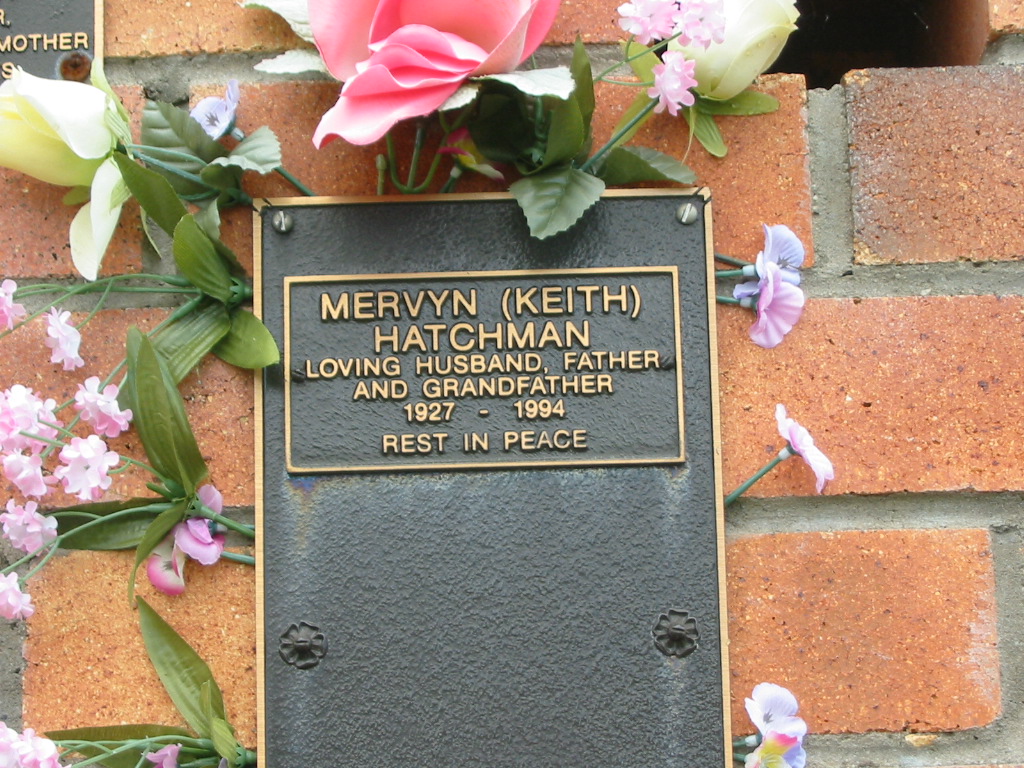 MOTHER
MERVYN (KEITH)
HATCHMAN
LOVING HUSBAND, FATHER
AND GRANDFATHER
1927 - 1994
REST IN PEACE